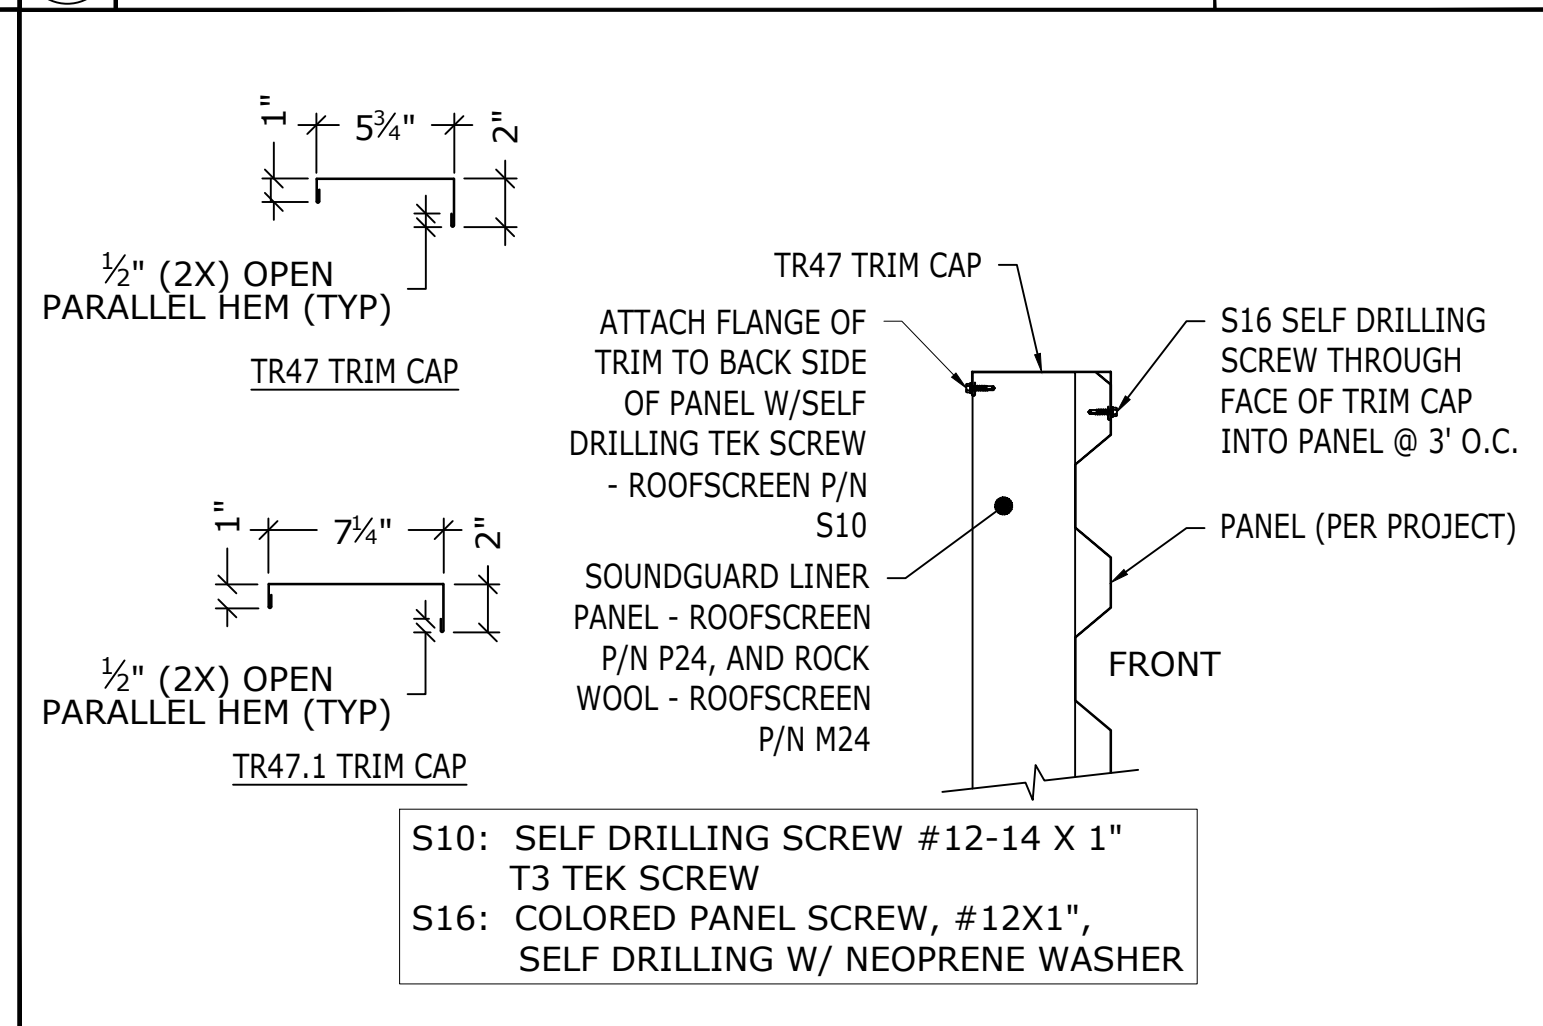 1"
5¾"
2"
½" (2X) OPEN
PARALLEL HEM (TYP)
TR47 TRIM CAP
1"
7¼"
2"
½" (2X) OPEN
PARALLEL HEM (TYP)
TR47.1 TRIM CAP
TR47 TRIM CAP
ATTACH FLANGE OF
TRIM TO BACK SIDE
OF PANEL W/SELF
DRILLING TEK SCREW
- ROOFSCREEN P/N
S10
SOUNDGUARD LINER
PANEL - ROOFSCREEN
P/N P24, AND ROCK
WOOL - ROOFSCREEN
P/N M24
S16 SELF DRILLING
SCREW THROUGH
FACE OF TRIM CAP
INTO PANEL @ 3' O.C.
PANEL (PER PROJECT)
FRONT
S10: SELF DRILLING SCREW #12-14 X 1"
T3 TEK SCREW
S16: COLORED PANEL SCREW, #12X1",
SELF DRILLING W/ NEOPRENE WASHER